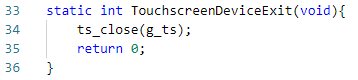 33 static int TouchscreenDeviceExit(void){
34     ts_close(g_ts);
35     return 0;
36 }